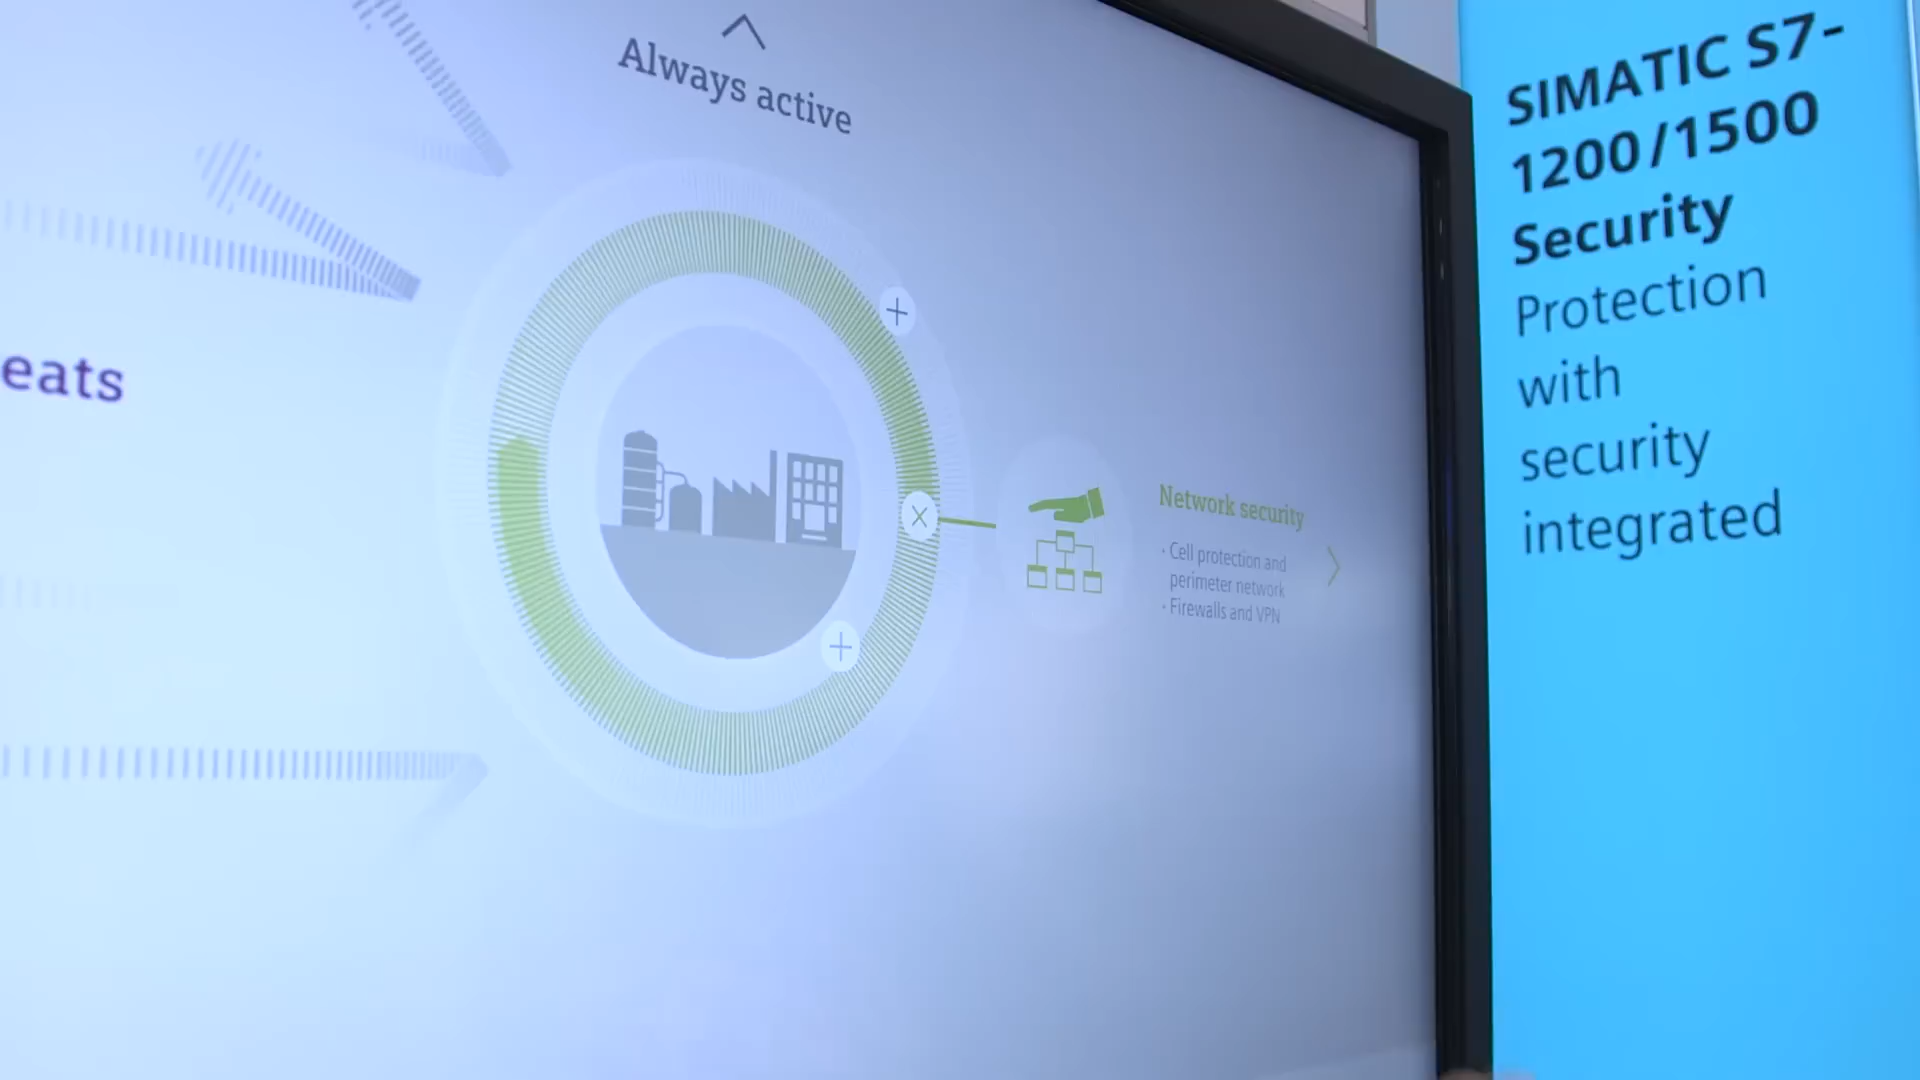 Always active
eats
Network security
· Cell protection and
perimeter network
· Firewalls and VPN
SIMATIC S7-
1200/1500
Security
Protection
with
security
integrated